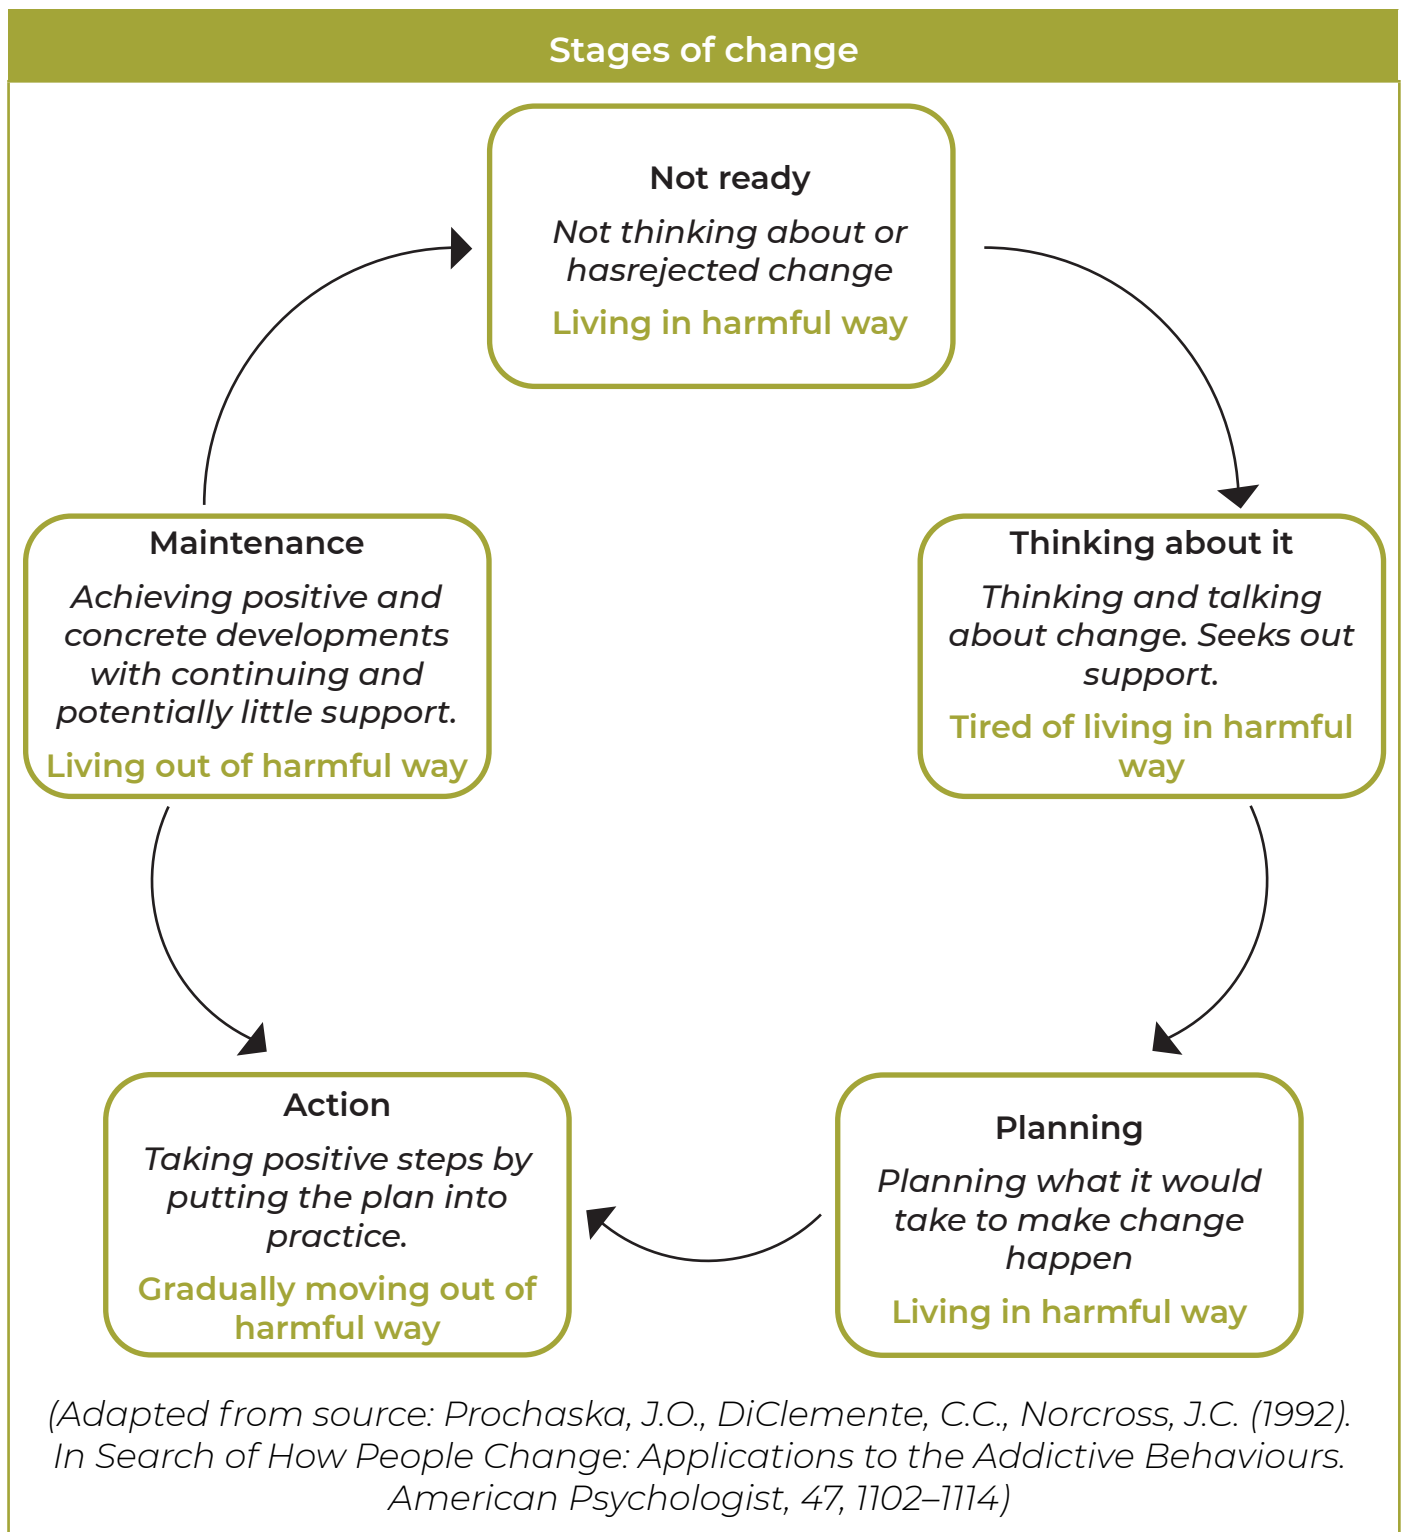 Stages of change
Not ready
Not thinking about or
hasrejected change
Living in harmful way
Thinking about it
Thinking and talking
about change. Seeks out
support.
Tired of living in harmful
way
Planning
Planning what it would
take to make change
happen
Living in harmful way
Action
Taking positive steps by
putting the plan into
practice.
Gradually moving out of
harmful way
Maintenance
Achieving positive and
concrete developments
with continuing and
potentially little support.
Living out of harmful way
(Adapted from source: Prochaska, J.O., DiClemente, C.C., Norcross, J.C. (1992).
In Search of How People Change: Applications to the Addictive Behaviours.
American Psychologist, 47, 1102–1114)